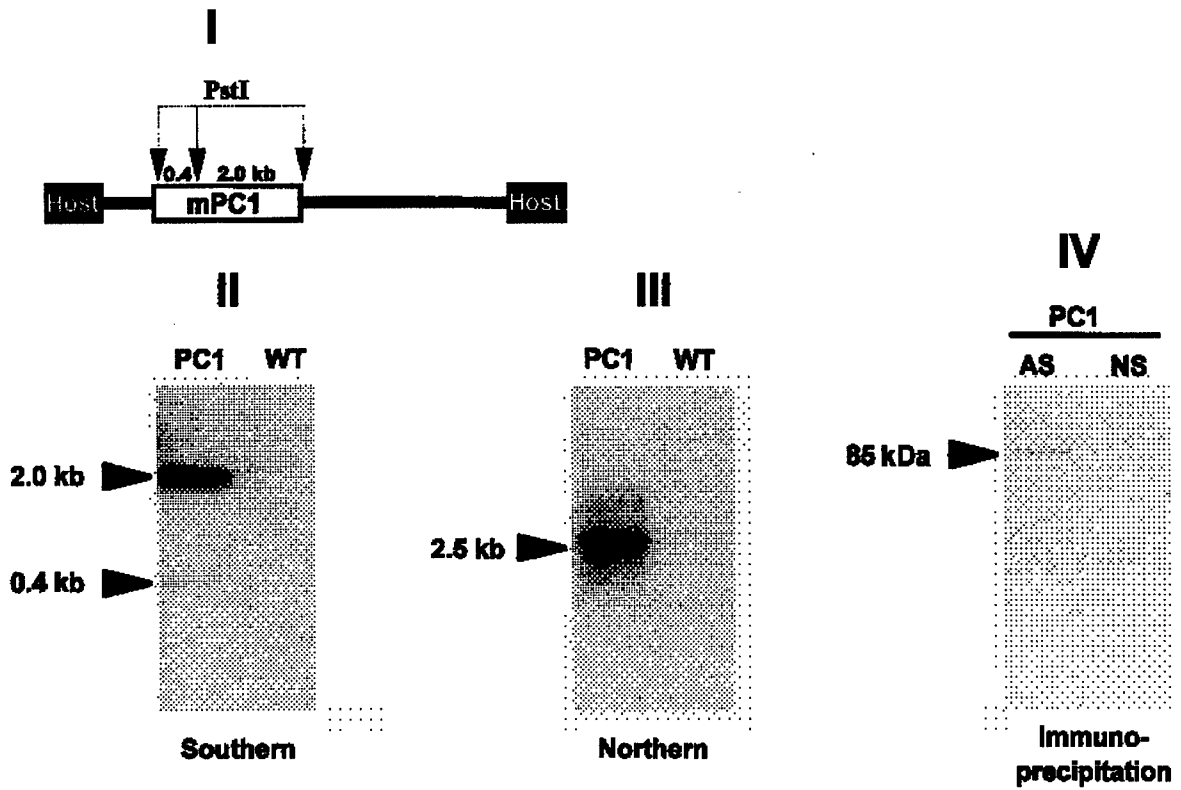 I
PstI
0.4 2.0 kb
Host mPC1 Host
II
PC1 WT
2.0 kb
0.4 kb
Southern
III
PC1 WT
2.5 kb
Northern
IV
PC1
AS NS
85 kDa
Immuno-
precipitation